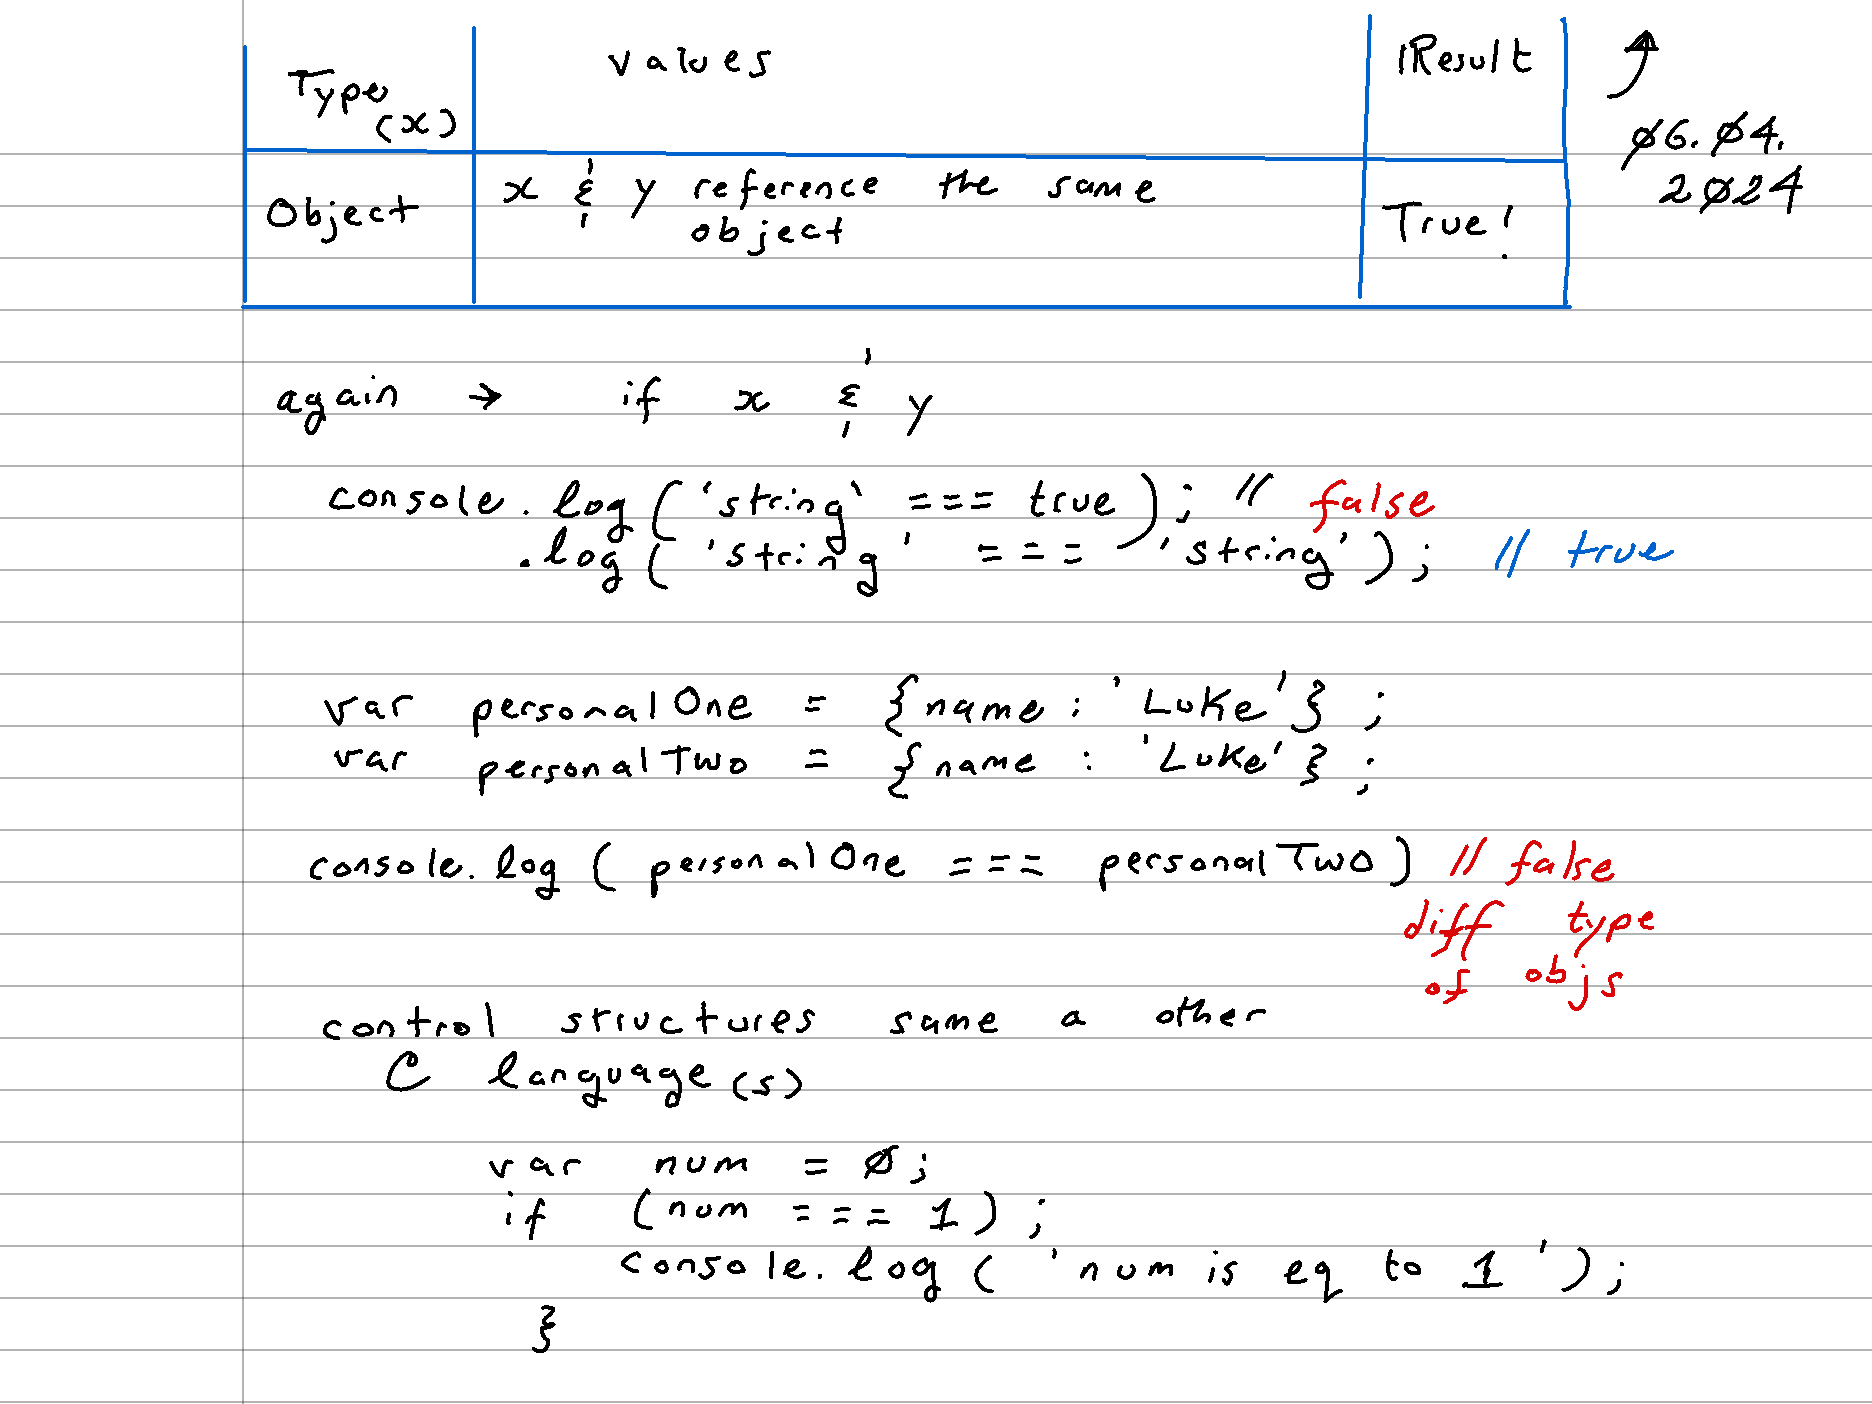 Type (x) values Result
Object x & y reference the same object True!
06.04.
2024
again → if x & y
console.log('string' === true); // false
.log('string' === 'string'); // true
var personalOne = {name : 'Luke'};
var personalTwo = {name : 'Luke'};
console.log(personalOne === personalTwo) // false
diff type
of objs
control structures same a other
C language(s)
var num = 0;
if (num === 1);
console.log('num is eq to 1');
}